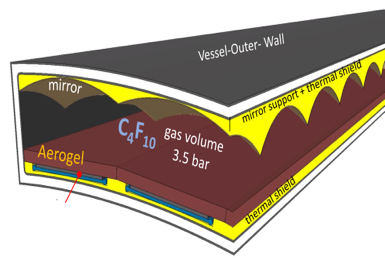 Vessel-Outer- Wall
mirror
mirror support + thermal shield
C4F10
gas volume
3.5 bar
Aerogel
thermal shield